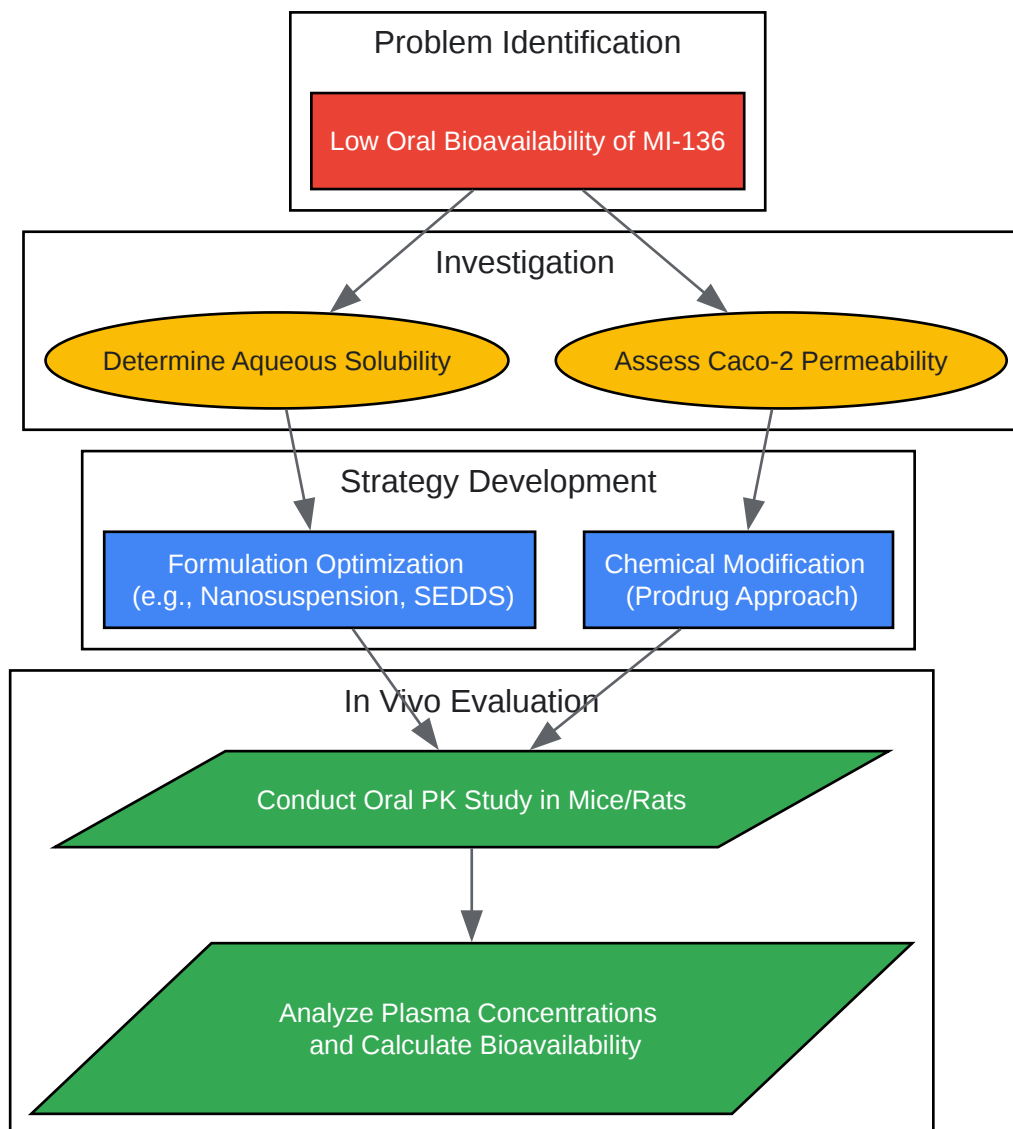 Problem Identification
Low Oral Bioavailability of MI-136
Investigation
Determine Aqueous Solubility
Assess Caco-2 Permeability
Strategy Development
Formulation Optimization
(e.g., Nanosuspension, SEDDS)
Chemical Modification
(Prodrug Approach)
In Vivo Evaluation
Conduct Oral PK Study in Mice/Rats
Analyze Plasma Concentrations
and Calculate Bioavailability